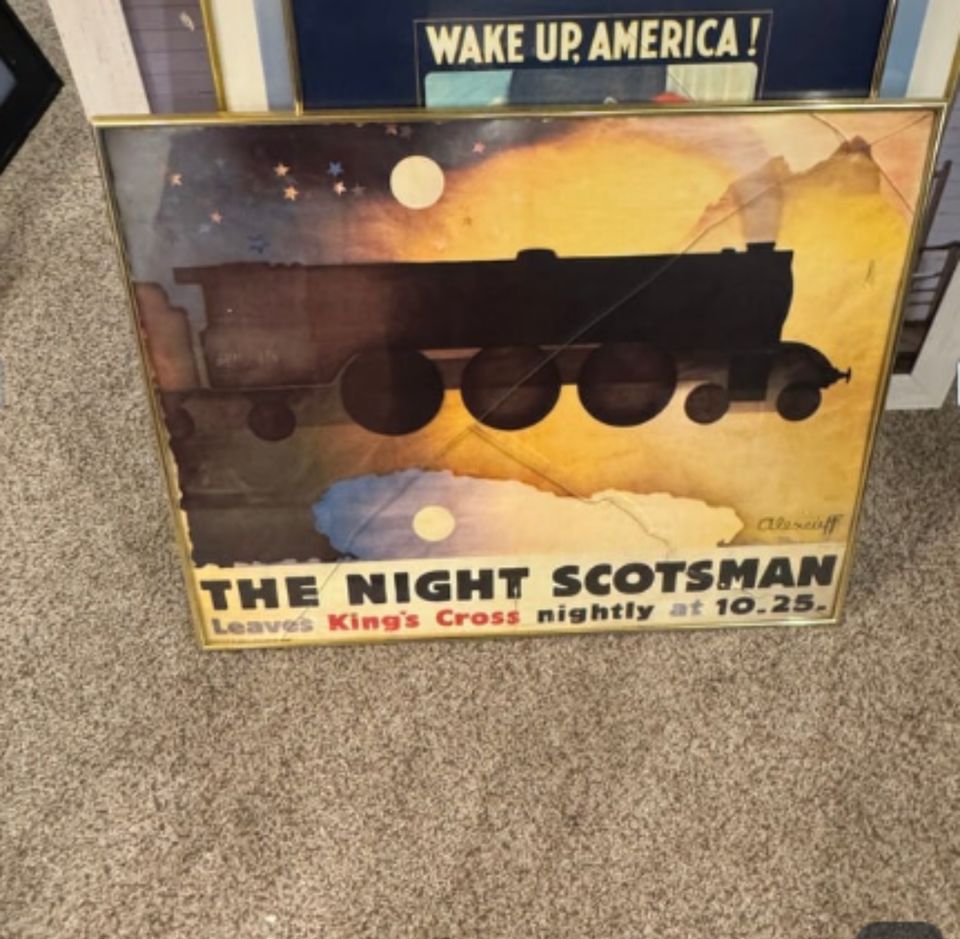 WAKE UP, AMERICA!
Alexeieff
THE NIGHT SCOTSMAN
Leaves King's Cross nightly at 10.25.